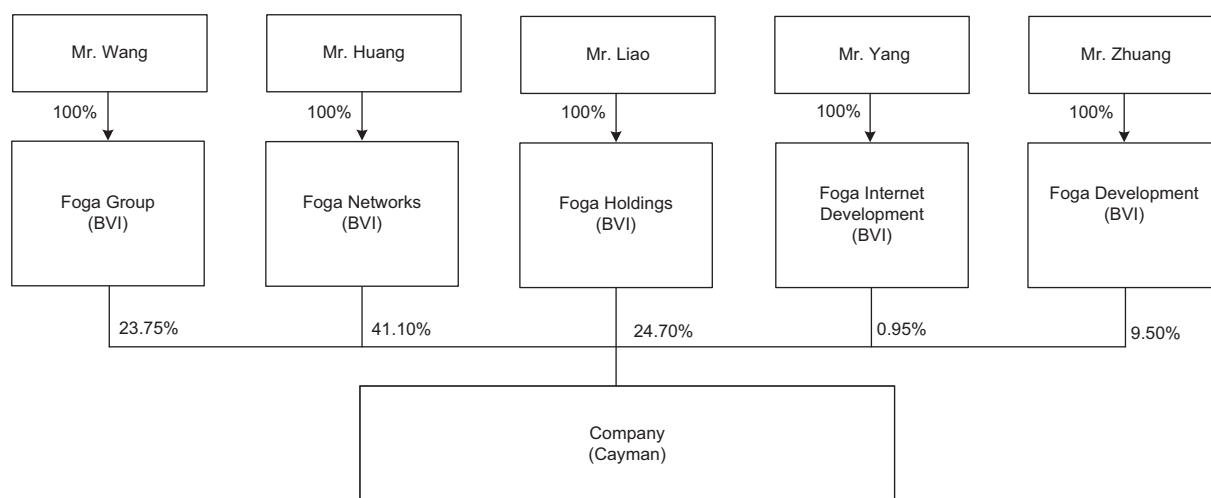 Mr. Wang
Mr. Huang
Mr. Liao
Mr. Yang
Mr. Zhuang
100%
100%
100%
100%
100%
Foga Group
(BVI)
Foga Networks
(BVI)
Foga Holdings
(BVI)
Foga Internet
Development
(BVI)
Foga Development
(BVI)
23.75%
41.10%
24.70%
0.95%
9.50%
Company
(Cayman)